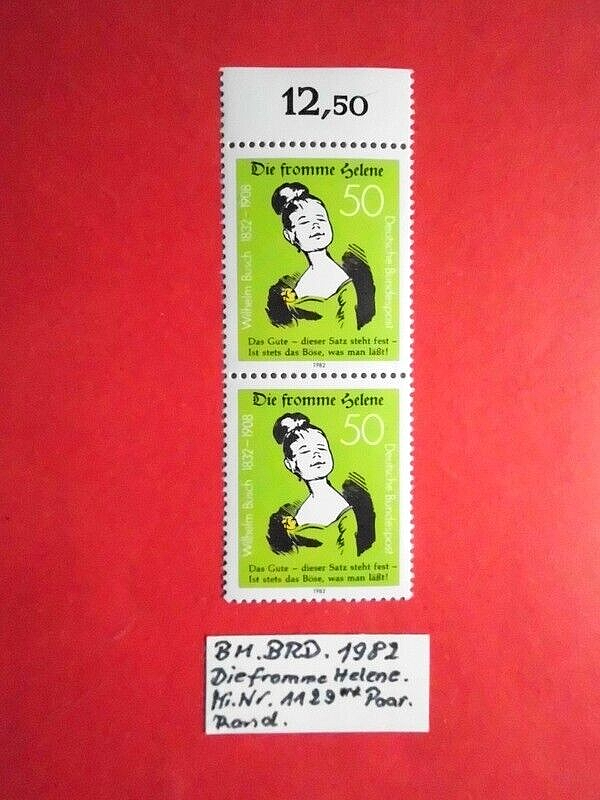 12,50
Die fromme Helene
50
Wilhelm Busch 1832–1908
Deutsche Bundespost
Das Gute – dieser Satz steht fest –
Ist stets das Böse, was man läßt!
1982
Die fromme Helene
50
Wilhelm Busch 1832–1908
Deutsche Bundespost
Das Gute – dieser Satz steht fest –
Ist stets das Böse, was man läßt!
1982
BM. BRD. 1982
Die fromme Helene.
Mi. Nr. 1129 Paar.
Rand.